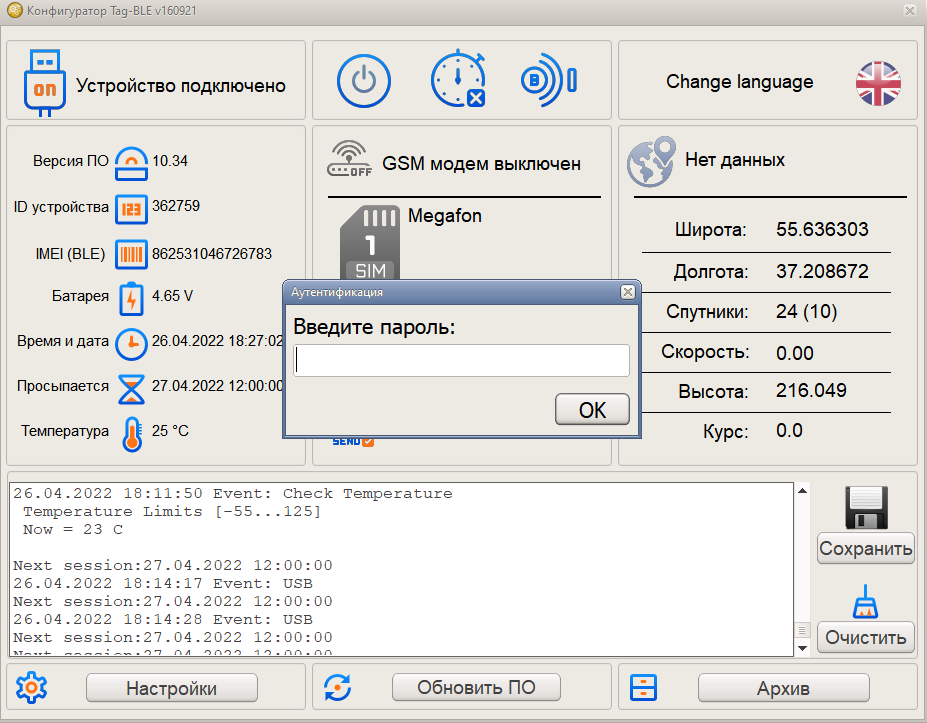 Конфигуратор Tag-BLE v160921
on
Устройство подключено
B
Change language
Версия ПО 10.34
ID устройства 123 362759
IMEI (BLE) 862531046726783
Батарея 4.65 V
Время и дата 26.04.2022 18:27:02
Просыпается 27.04.2022 12:00:00
Температура 25 °C
OFF
GSM модем выключен
Megafon
1
SIM
SEND
Нет данных
Широта: 55.636303
Долгота: 37.208672
Спутники: 24 (10)
Скорость: 0.00
Высота: 216.049
Курс: 0.0
Аутентификация
Введите пароль:
OK
26.04.2022 18:11:50 Event: Check Temperature
Temperature Limits [-55...125]
Now = 23 C
Next session:27.04.2022 12:00:00
26.04.2022 18:14:17 Event: USB
Next session:27.04.2022 12:00:00
26.04.2022 18:14:28 Event: USB
Next session:27.04.2022 12:00:00
Next session:27.04.2022 12:00:00
Сохранить
Очистить
Настройки
Обновить ПО
Архив